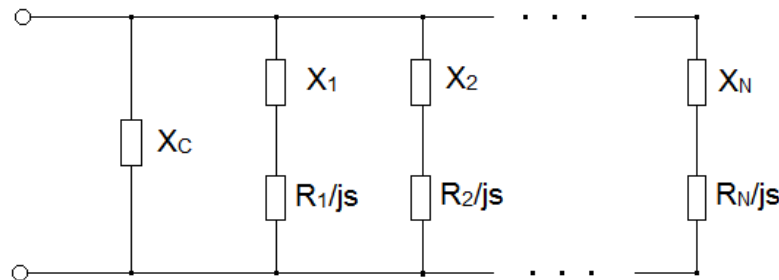 . . .
X1 X2 XN
XC
R1/js R2/js RN/js
. . .